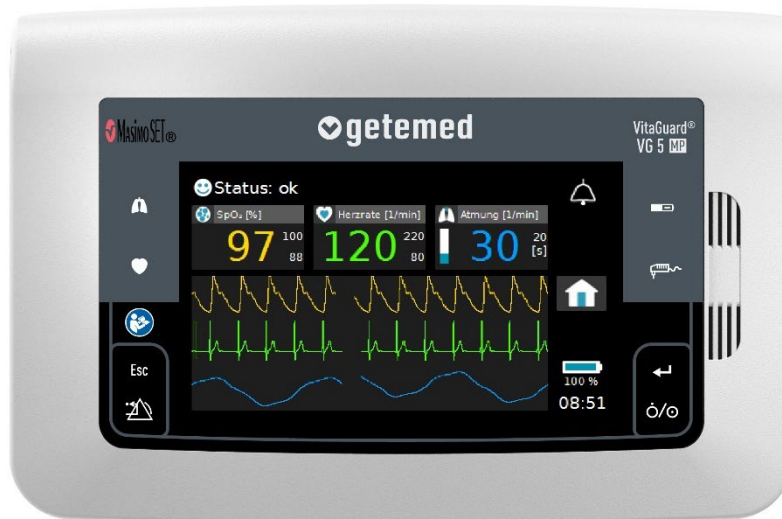 MASIMO SET®
getemed
VitaGuard®
VG 5 MP
Status: ok
SpO₂ [%]
97
100
88
Herzrate [1/min]
120
220
80
Atmung [1/min]
30
20
[s]
Esc
100 %
08:51